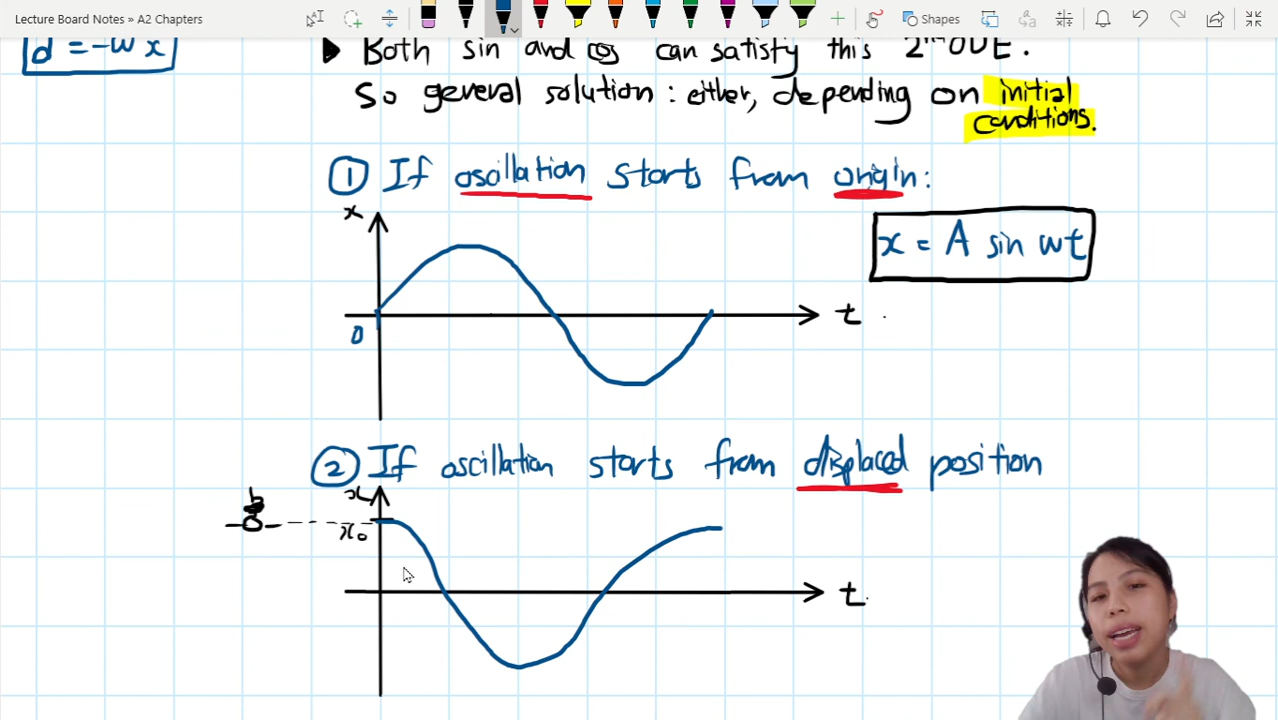 Lecture Board Notes » A2 Chapters
Shapes
Both sin and cos can satisfy this 2nd ODE.
So general solution : either, depending on initial
conditions.
① If oscillation starts from origin:
x
x = A sin ωt
0
t
② If oscillation starts from displaced position
x
x₀
t